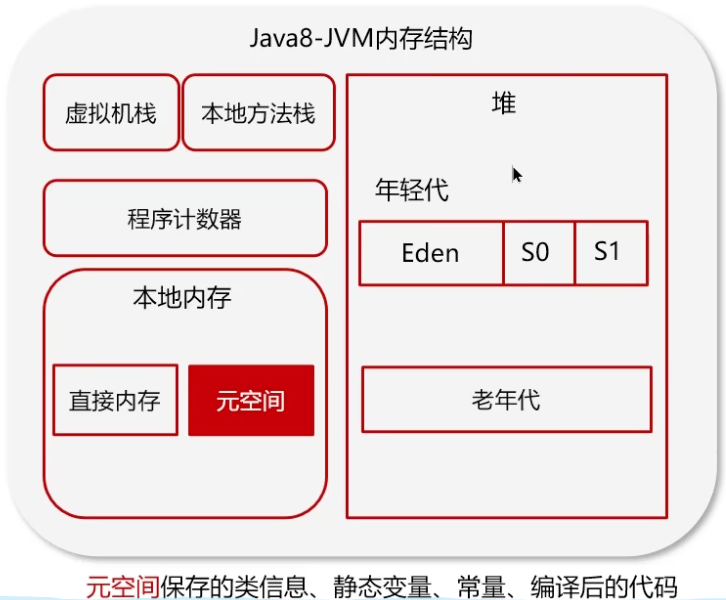 Java8-JVM内存结构
虚拟机栈
本地方法栈
程序计数器
本地内存
直接内存
元空间
堆
年轻代
Eden
S0
S1
老年代
元空间保存的类信息、静态变量、常量、编译后的代码